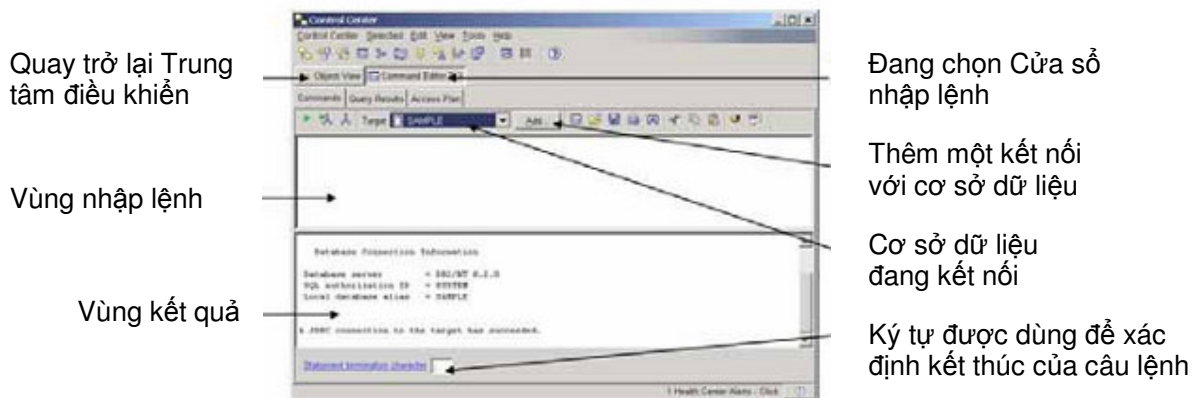 Control Center
Control Center Selected Edit View Tools Help
Quay trở lại Trung
tâm điều khiển
Object View Command Editor
Đang chọn Cửa sổ
nhập lệnh
Commands Query Results Access Plan
Target SAMPLE Add
Thêm một kết nối
với cơ sở dữ liệu
Vùng nhập lệnh
Cơ sở dữ liệu
đang kết nối
Database Connection Information
Database server = DB2/NT 8.2.0
SQL authorization ID = SYSTEM
Local database alias = SAMPLE
Vùng kết quả
A JDBC connection to the target has succeeded.
Ký tự được dùng để xác
định kết thúc của câu lệnh
Statement termination character
1 Health Center Alerts - Click